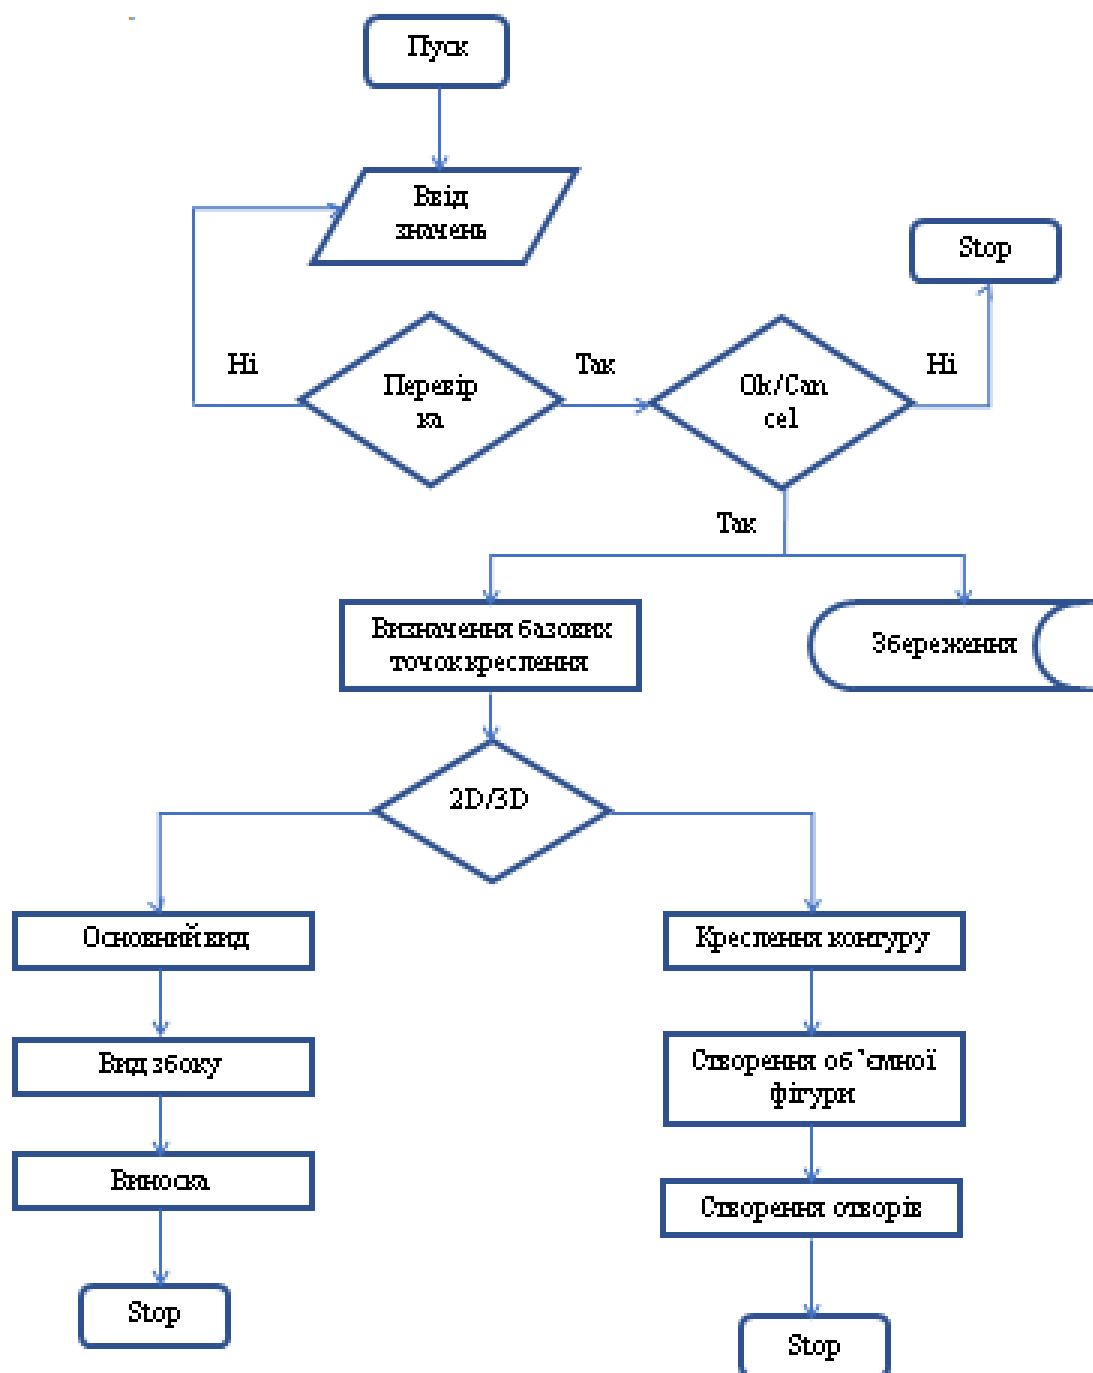 Пуск
Ввід
значень
Stop
Ні
Перевір
ка
Так
Ok/Can
cel
Ні
Так
Визначення базових
точок креслення
Збереження
2D/3D
Основний вид
Креслення контуру
Вид збоку
Створення об`ємної
фігури
Виноска
Створення отворів
Stop
Stop